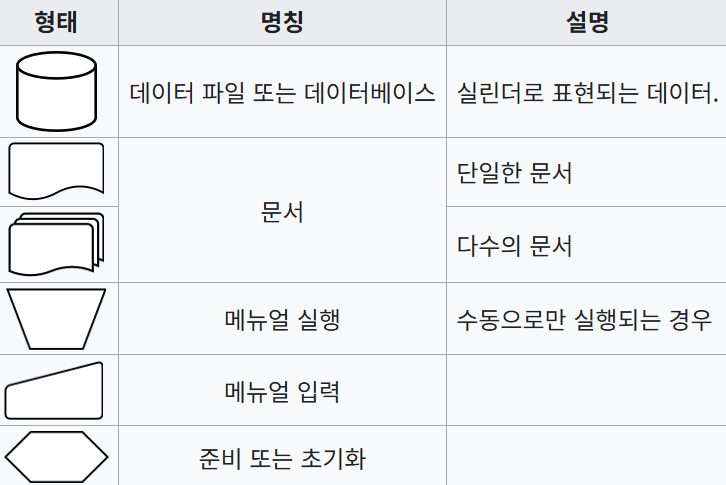 형태 명칭 설명
데이터 파일 또는 데이터베이스 실린더로 표현되는 데이터.
문서 단일한 문서
다수의 문서
메뉴얼 실행 수동으로만 실행되는 경우
메뉴얼 입력
준비 또는 초기화